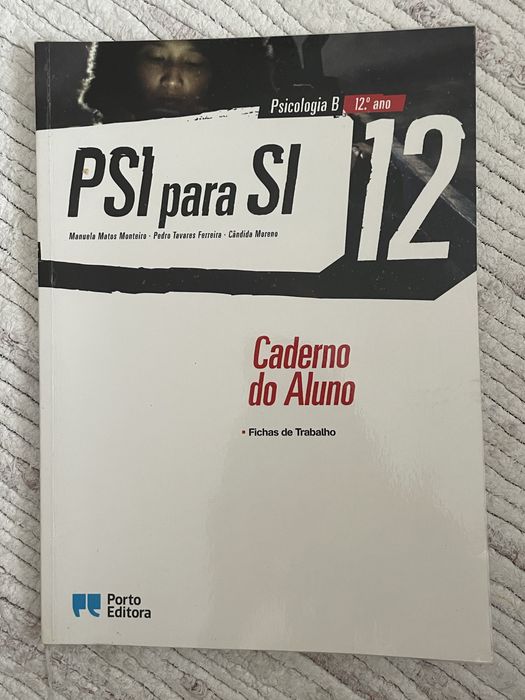 Psicologia B 12.º ano
PSI para SI 12
Manuela Matos Monteiro · Pedro Tavares Ferreira · Cândida Moreno
Caderno
do Aluno
▪ Fichas de Trabalho
Porto
Editora